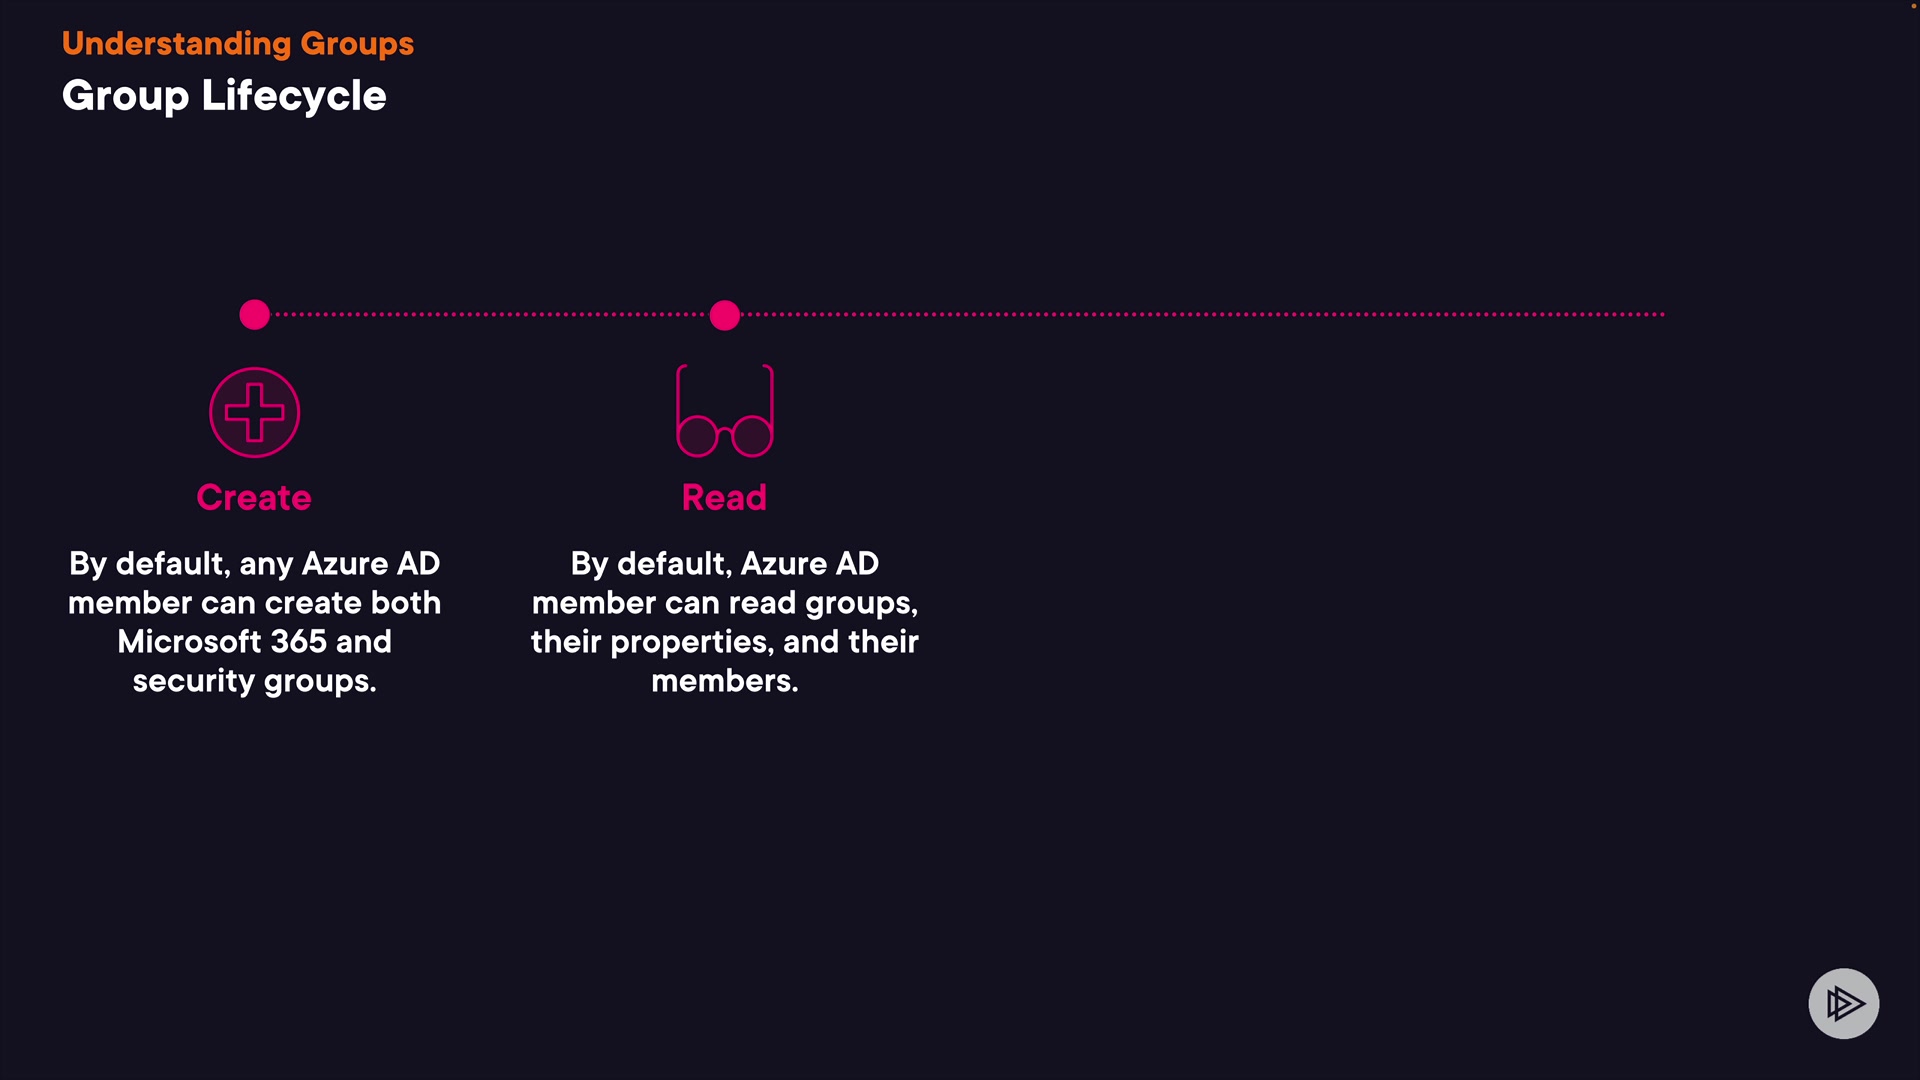 Understanding Groups
Group Lifecycle
Create
By default, any Azure AD
member can create both
Microsoft 365 and
security groups.
Read
By default, Azure AD
member can read groups,
their properties, and their
members.